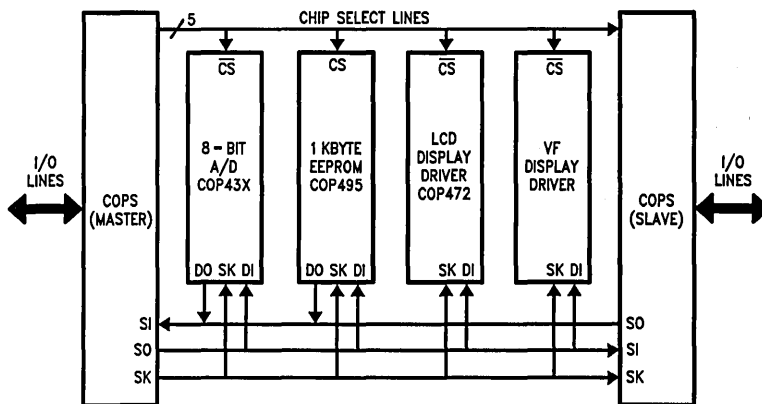 5
CHIP SELECT LINES
CS
CS
CS
CS
8-BIT
A/D
COP43X
1 KBYTE
EEPROM
COP495
LCD
DISPLAY
DRIVER
COP472
VF
DISPLAY
DRIVER
I/O
LINES
COPS
(MASTER)
COPS
(SLAVE)
I/O
LINES
DO SK DI
DO SK DI
SK DI
SK DI
SI
SO
SK
SO
SI
SK